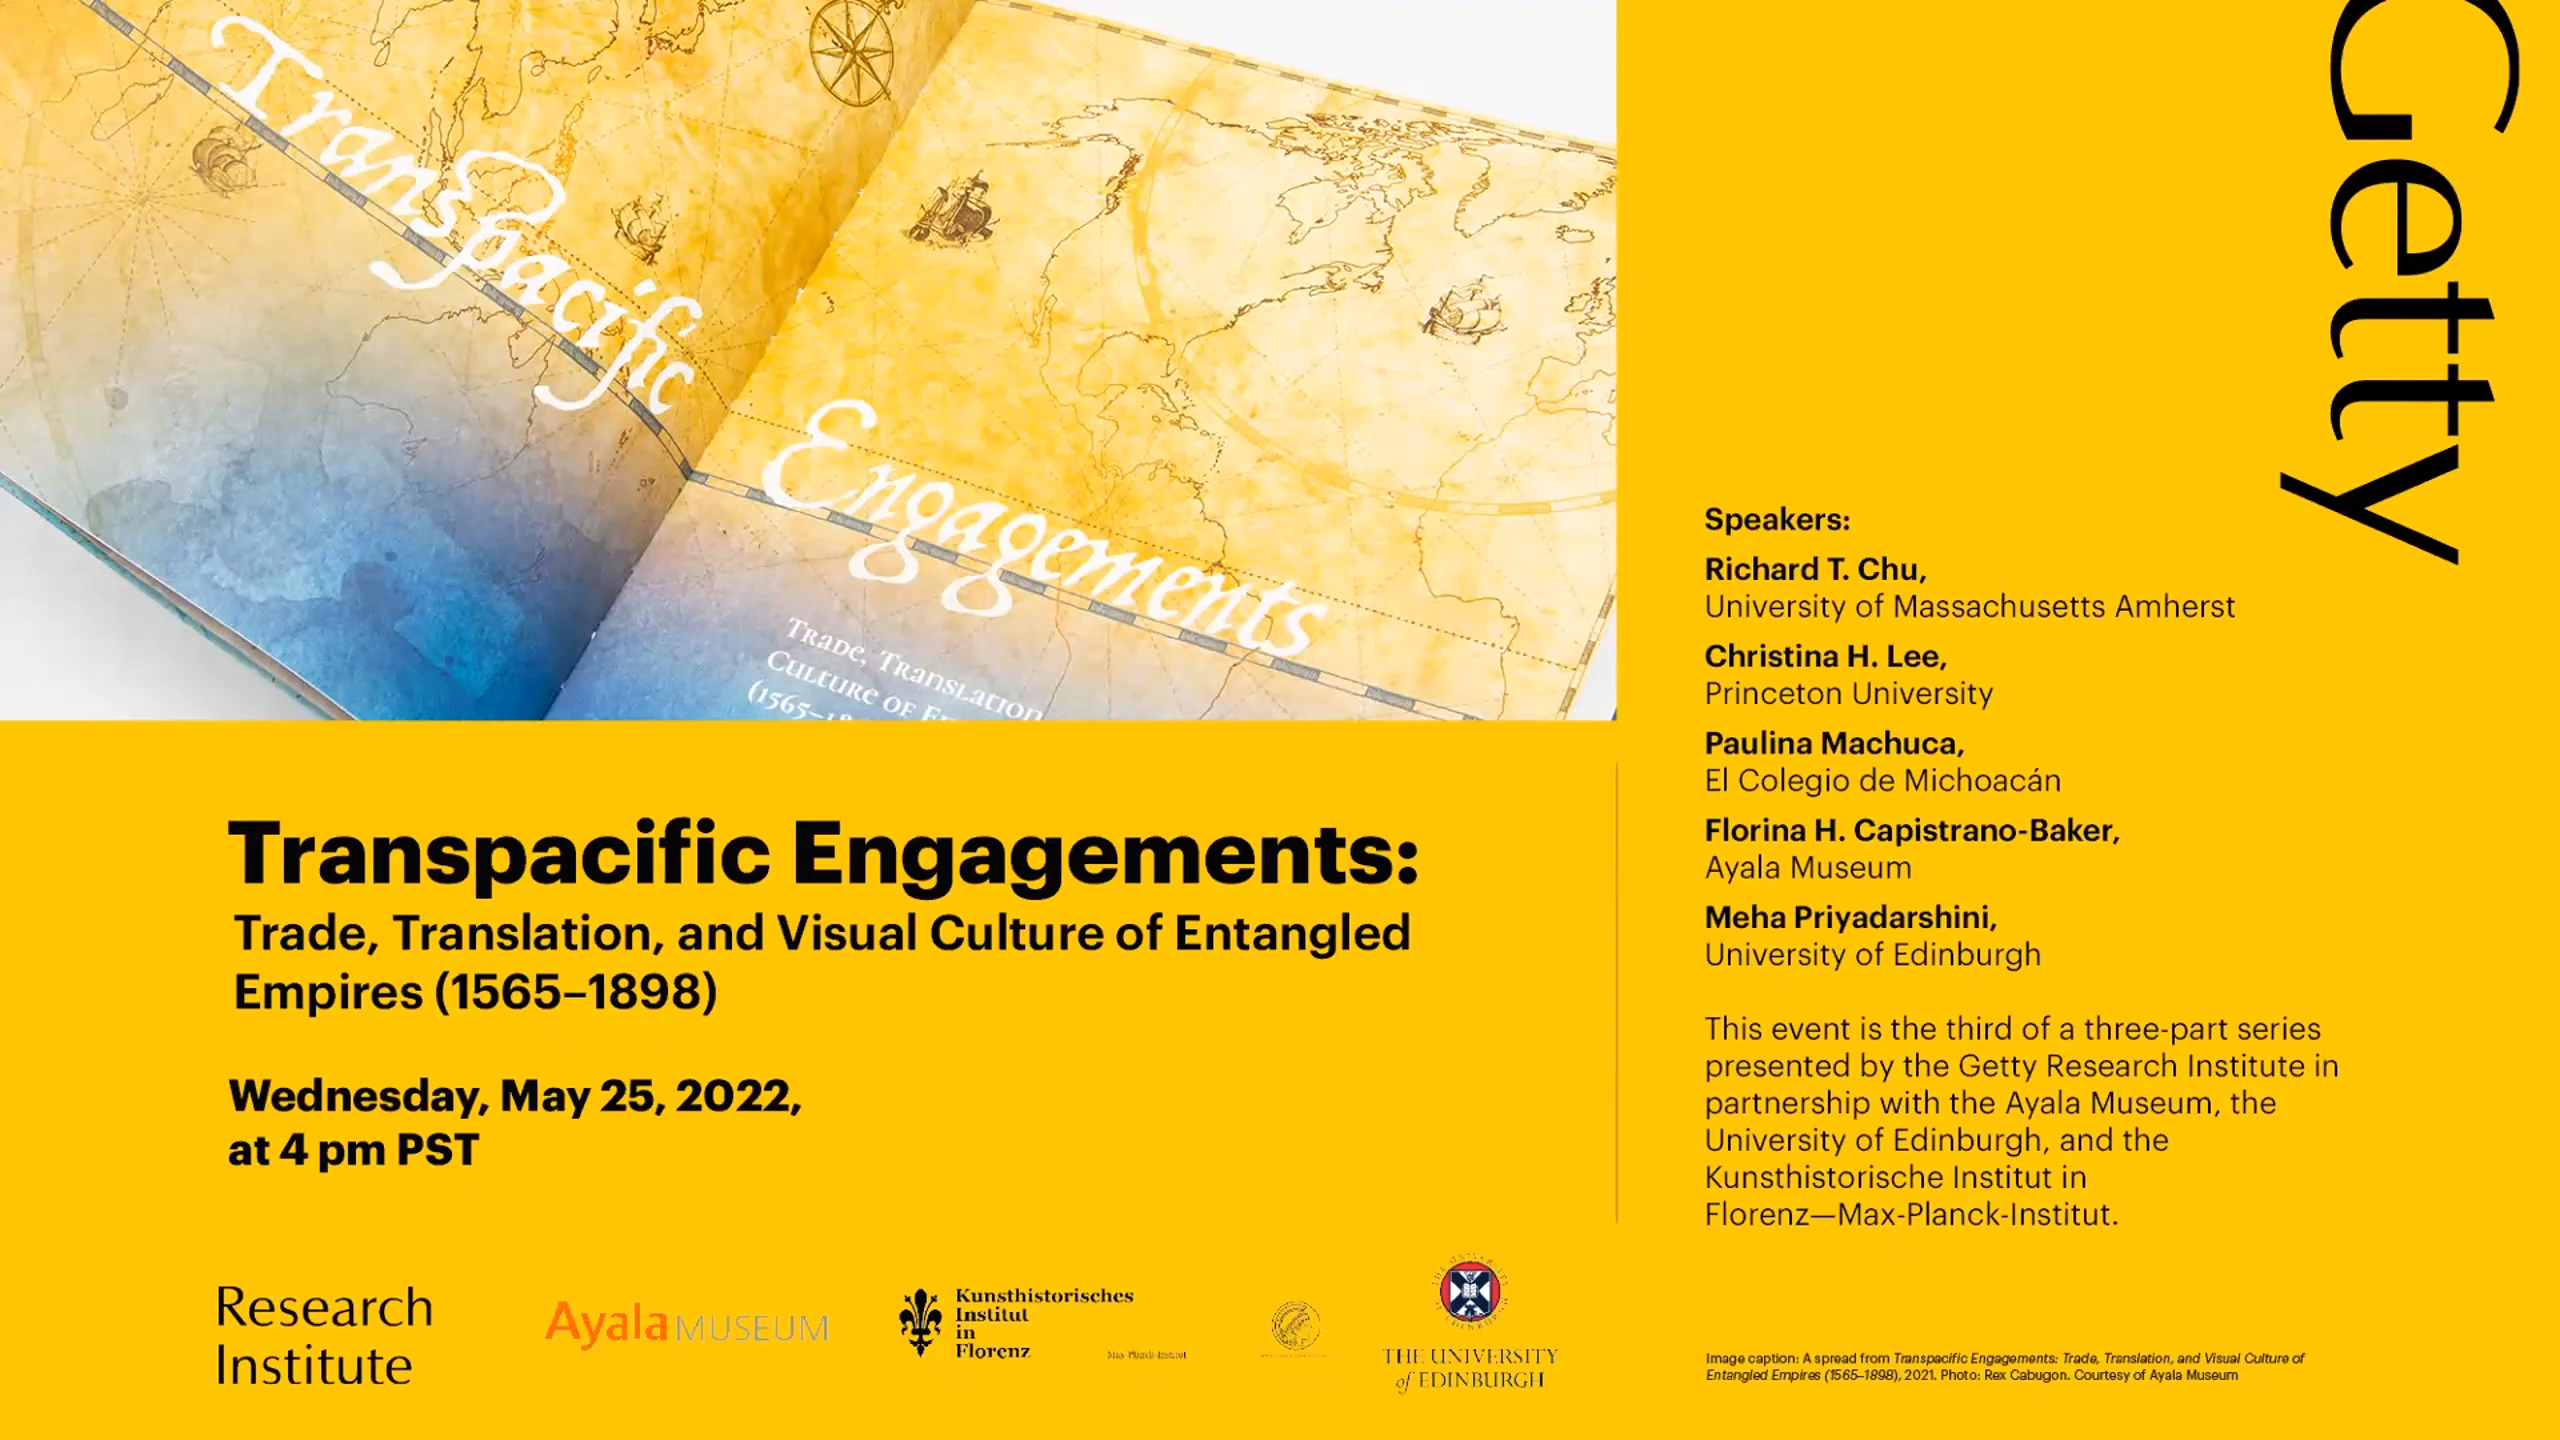 Transpacific
Engagements
Trade, Translation
Culture of
(1565–18
Getty
Transpacific Engagements:
Trade, Translation, and Visual Culture of Entangled
Empires (1565–1898)
Wednesday, May 25, 2022,
at 4 pm PST
Speakers:
Richard T. Chu,
University of Massachusetts Amherst
Christina H. Lee,
Princeton University
Paulina Machuca,
El Colegio de Michoacán
Florina H. Capistrano-Baker,
Ayala Museum
Meha Priyadarshini,
University of Edinburgh
This event is the third of a three-part series
presented by the Getty Research Institute in
partnership with the Ayala Museum, the
University of Edinburgh, and the
Kunsthistorische Institut in
Florenz—Max-Planck-Institut.
Research
Institute
Ayala MUSEUM
Kunsthistorisches
Institut
in
Florenz
Max-Planck-Institut
THE UNIVERSITY
of EDINBURGH
Image caption: A spread from Transpacific Engagements: Trade, Translation, and Visual Culture of
Entangled Empires (1565–1898), 2021. Photo: Rex Cabugon. Courtesy of Ayala Museum